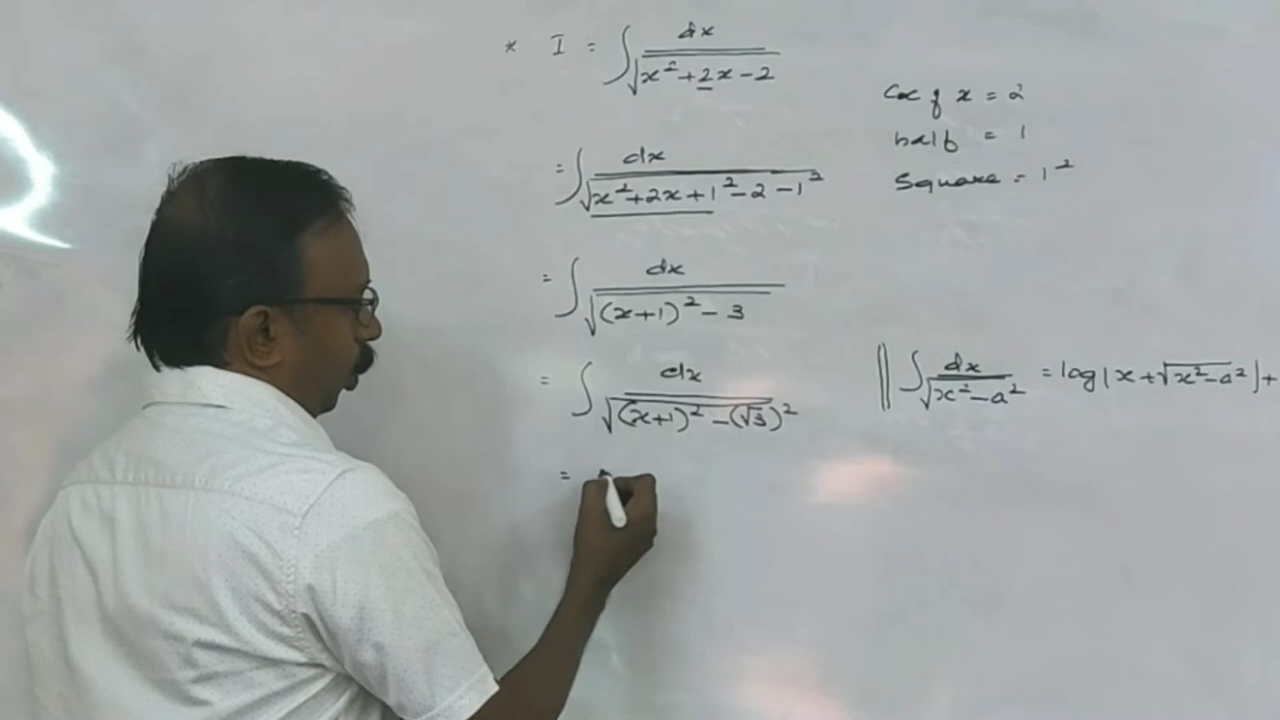 * I = ∫ dx / √(x²+2x-2)
= ∫ dx / √(x²+2x+1²-2-1²)
= ∫ dx / √((x+1)²-3)
= ∫ dx / √((x+1)²-(√3)²)
=
Coe of x = 2
half = 1
Square = 1²
∫ dx / √(x²-a²) = log|x+√(x²-a²)|+